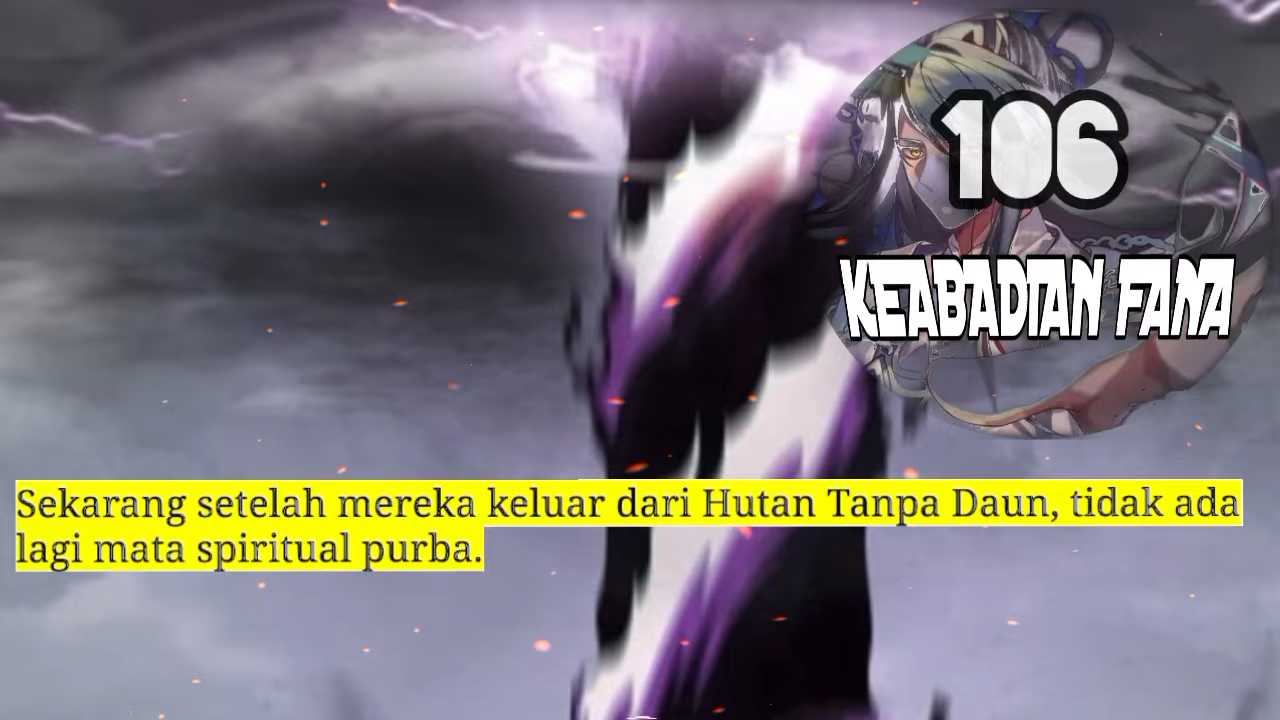 106
KEABADIAN FANA
Sekarang setelah mereka keluar dari Hutan Tanpa Daun, tidak ada
lagi mata spiritual purba.